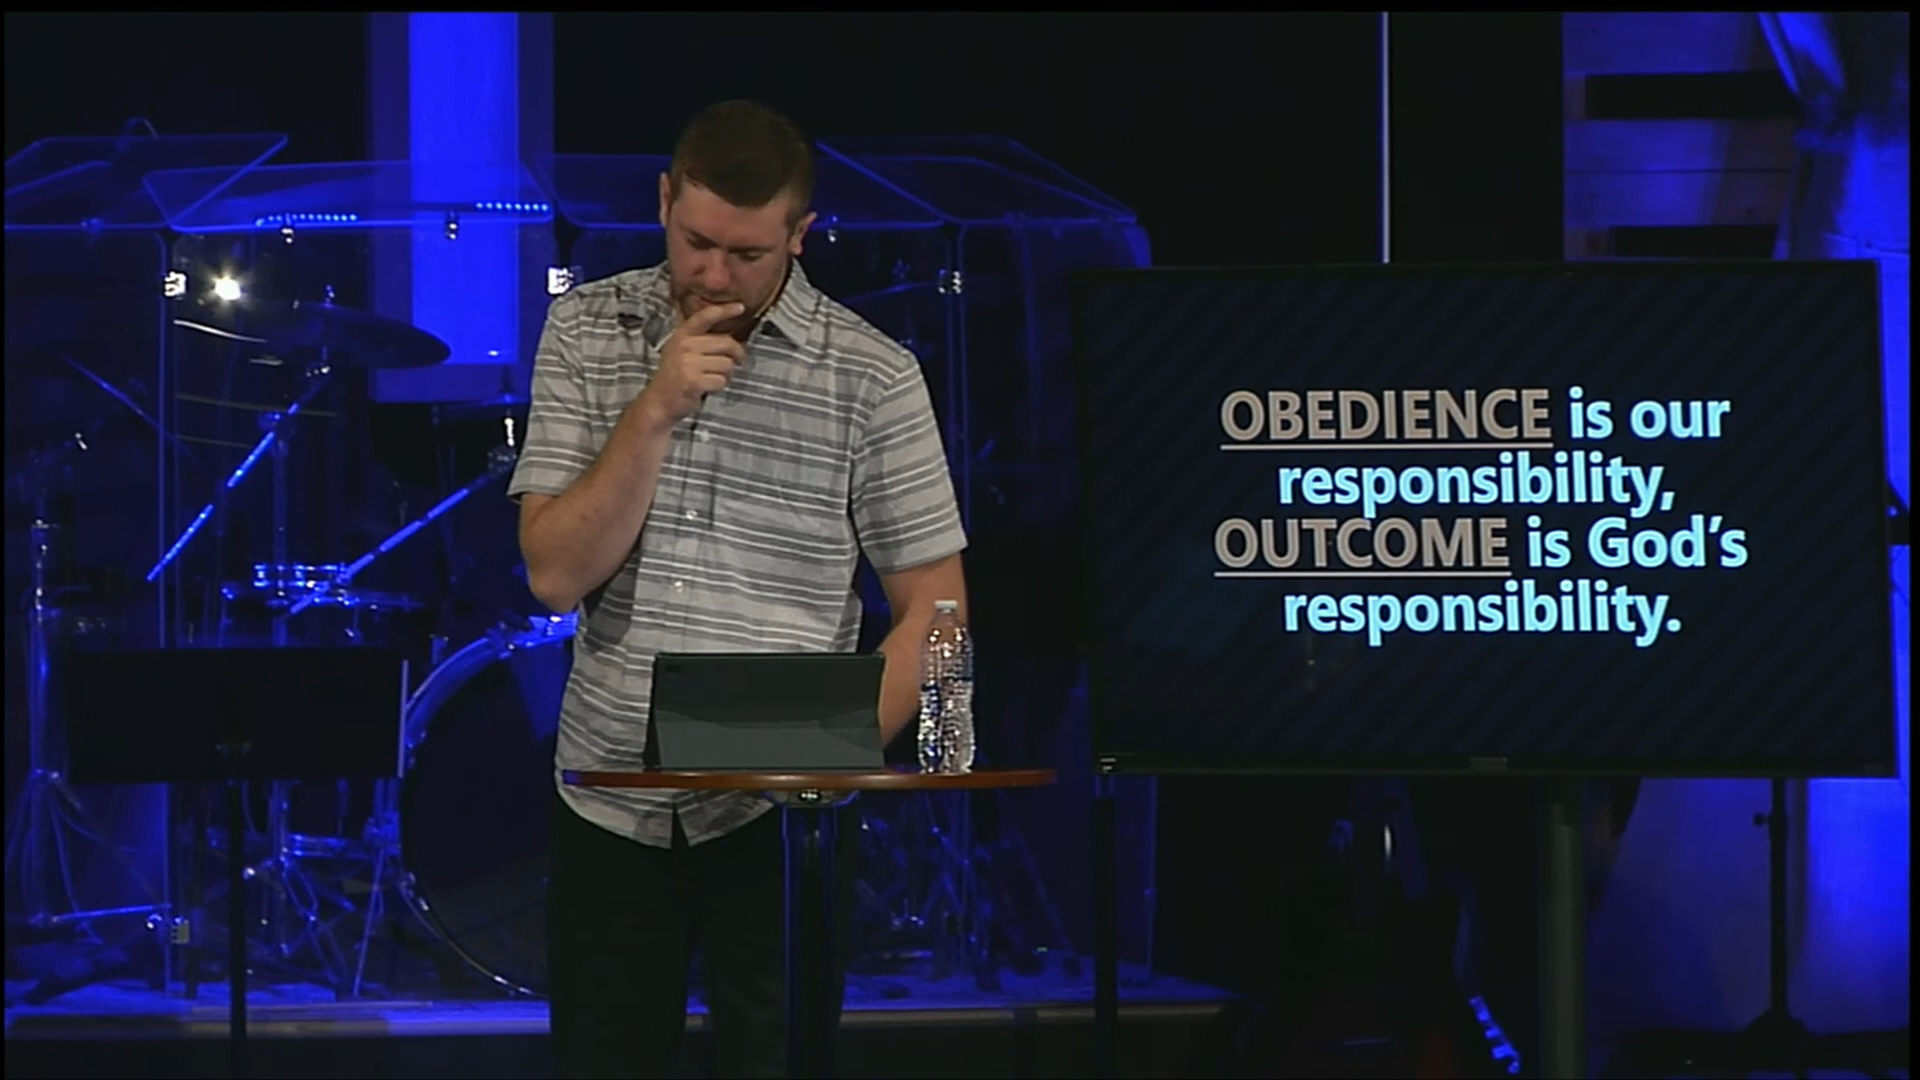 OBEDIENCE is our
responsibility,
OUTCOME is God’s
responsibility.